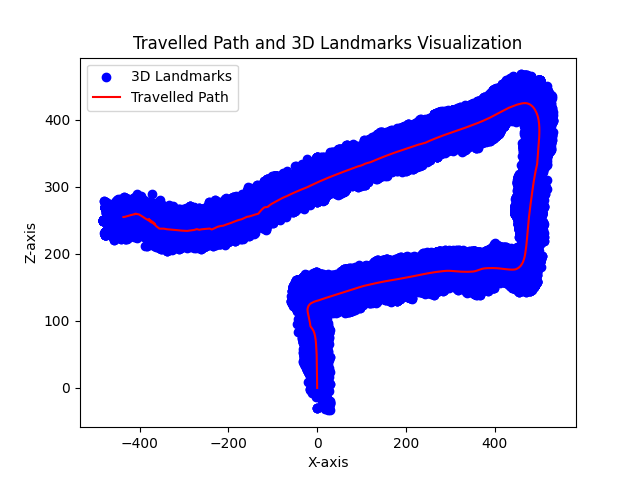 Travelled Path and 3D Landmarks Visualization
3D Landmarks
Travelled Path
Z-axis
400
300
200
100
0
−400
−200
0
200
400
X-axis